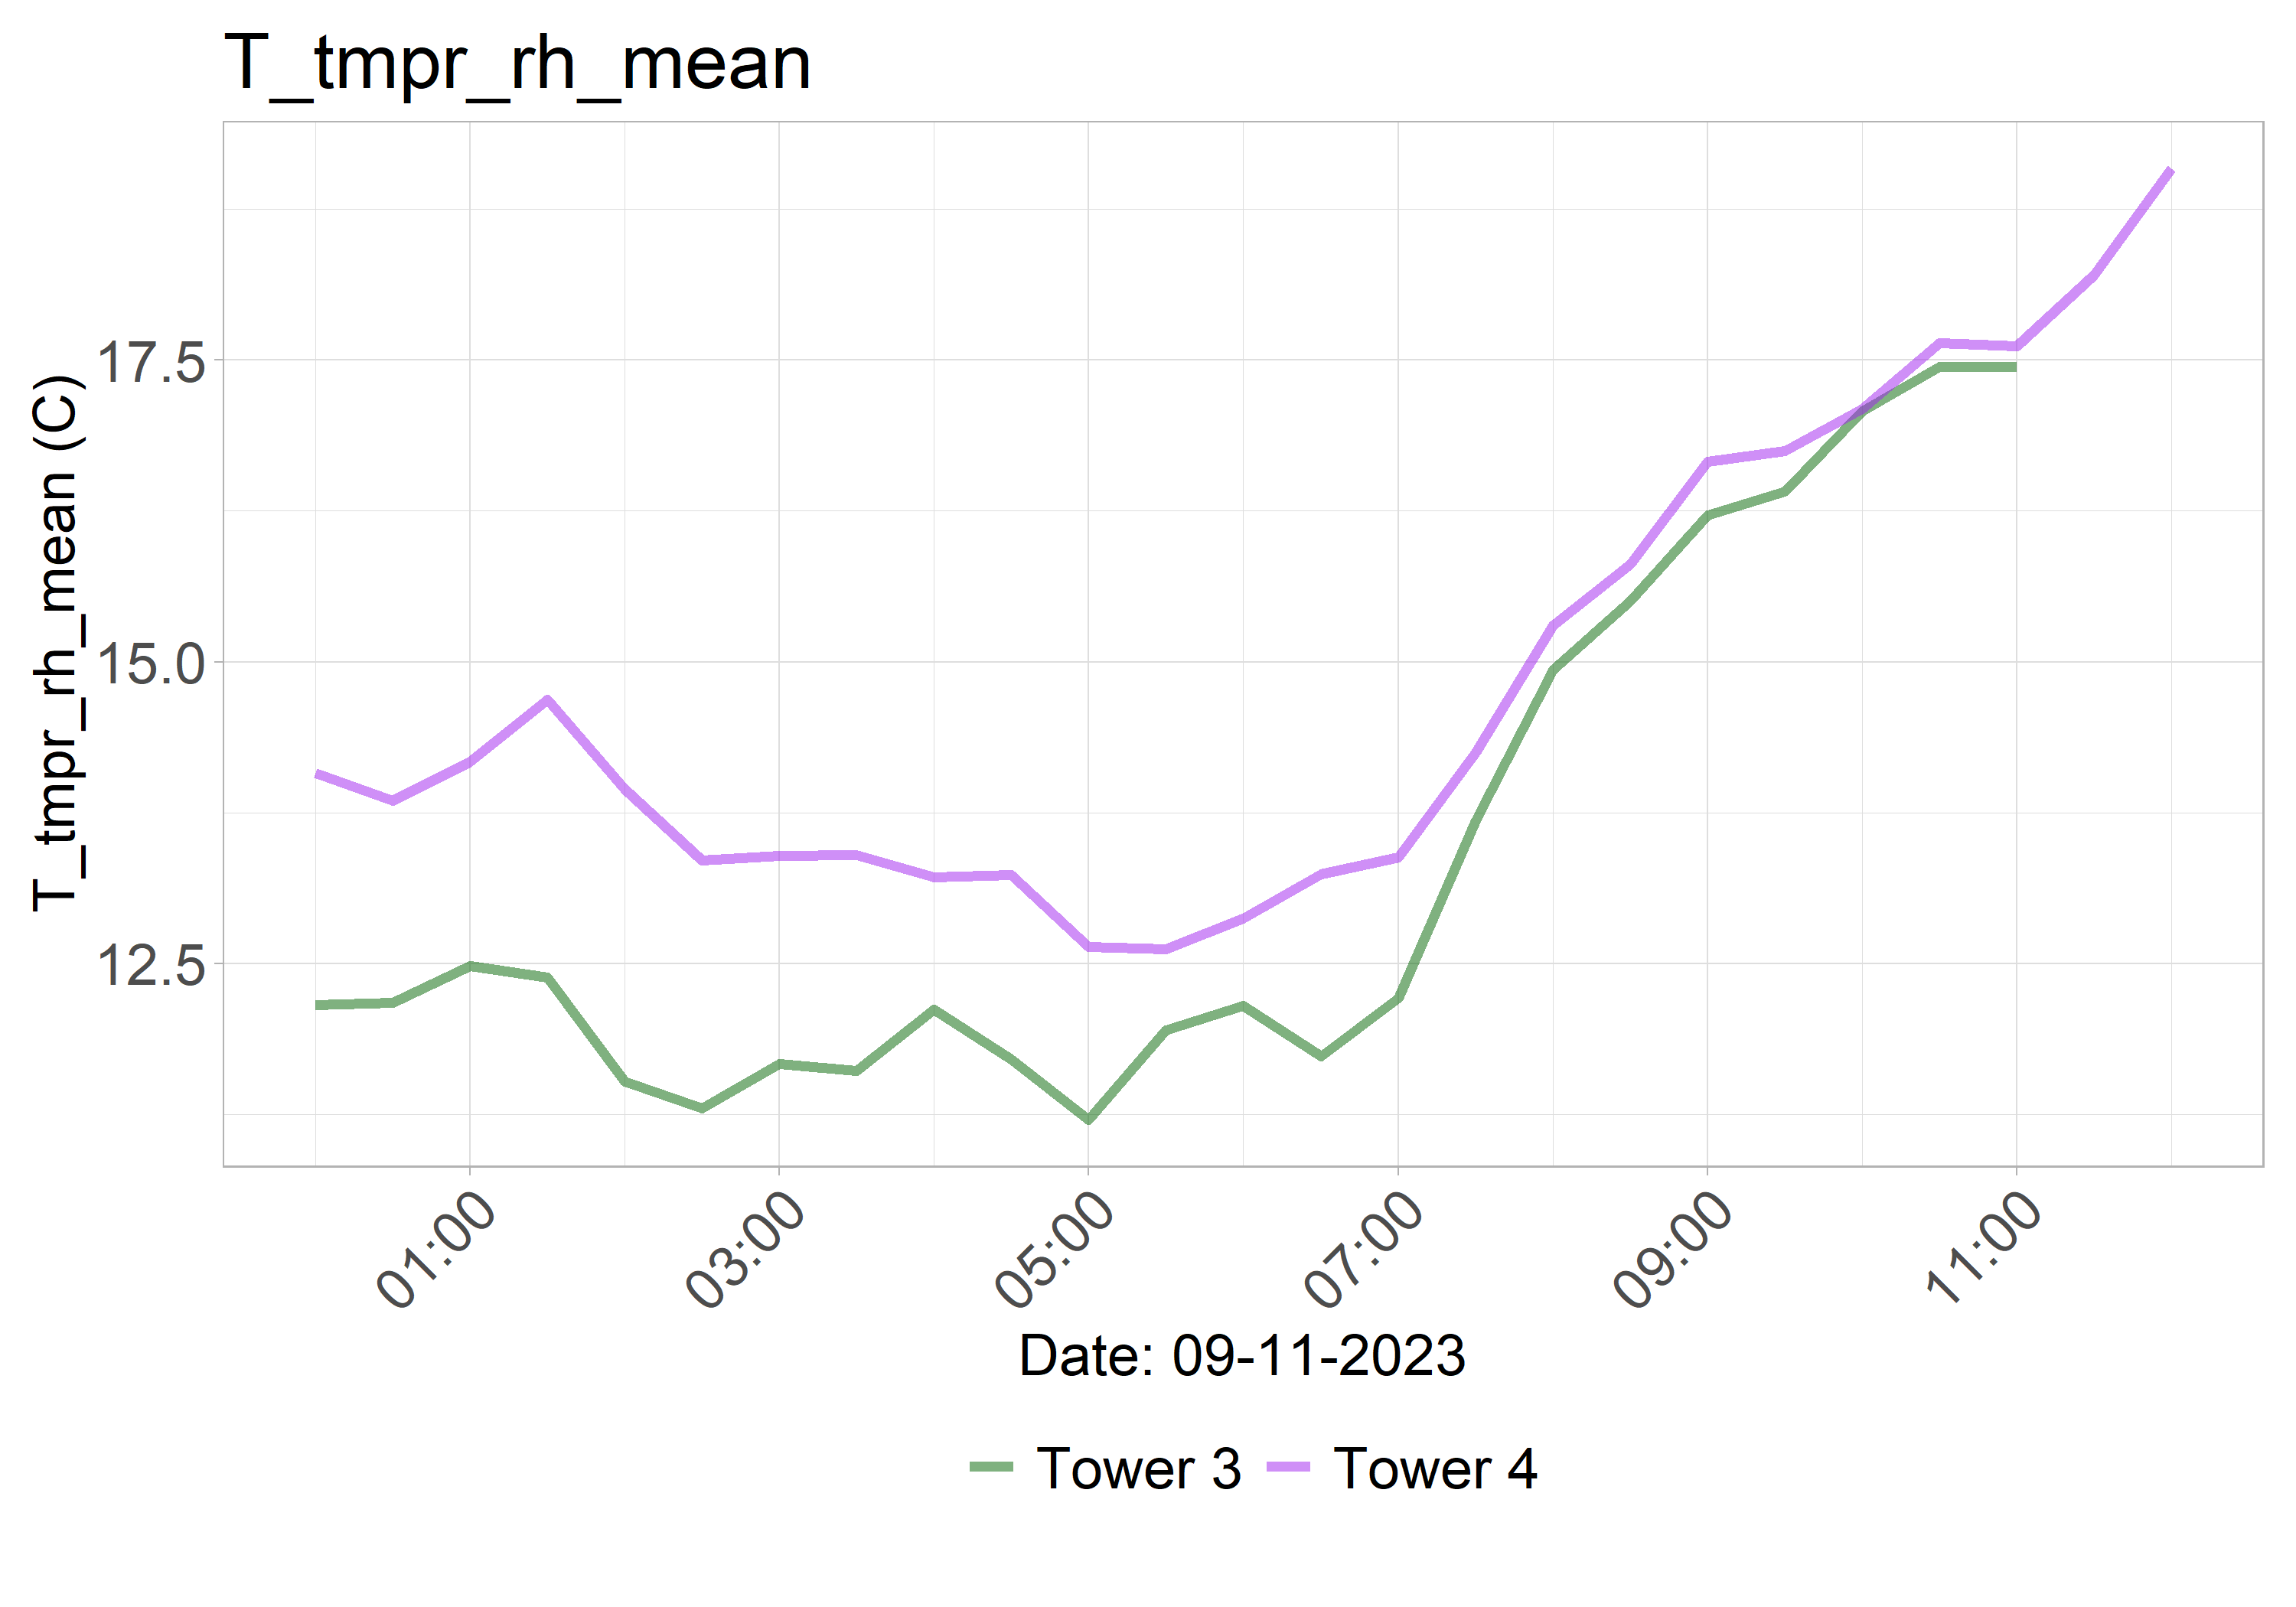 T_tmpr_rh_mean
T_tmpr_rh_mean (C)
17.5
15.0
12.5
01:00
03:00
05:00
07:00
09:00
11:00
Date: 09-11-2023
Tower 3
Tower 4